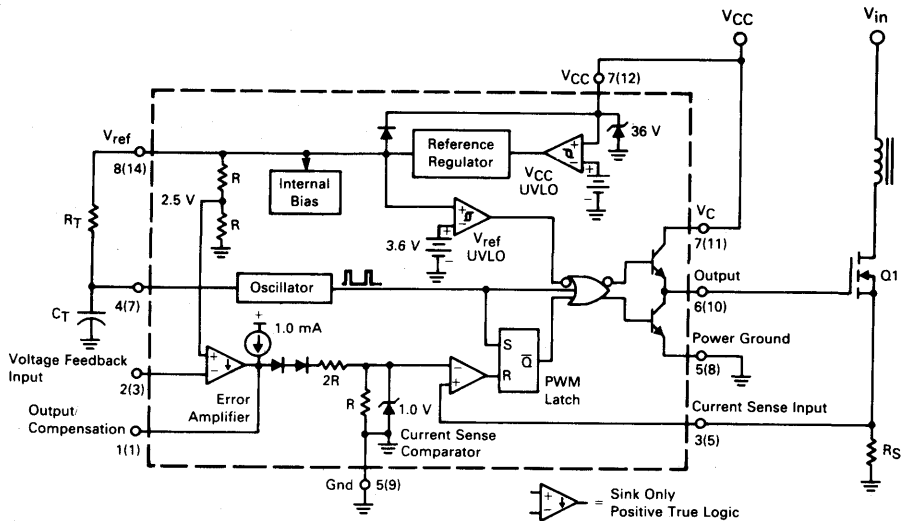 VCC
Vin
VCC
7(12)
36 V
Vref
8(14)
Reference
Regulator
+
−
VCC
UVLO
+
−
R
2.5 V
R
Internal
Bias
RT
+
−
3.6 V
+
−
Vref
UVLO
VC
7(11)
Output
6(10)
Q1
4(7)
Oscillator
CT
+
1.0 mA
Power Ground
5(8)
S
Q
R
PWM
Latch
Voltage Feedback
Input
2(3)
+
−
Error
Amplifier
2R
R
1.0 V
−
+
Current Sense
Comparator
Current Sense Input
3(5)
RS
Output/
Compensation
1(1)
Gnd
5(9)
+
−
= Sink Only
Positive True Logic